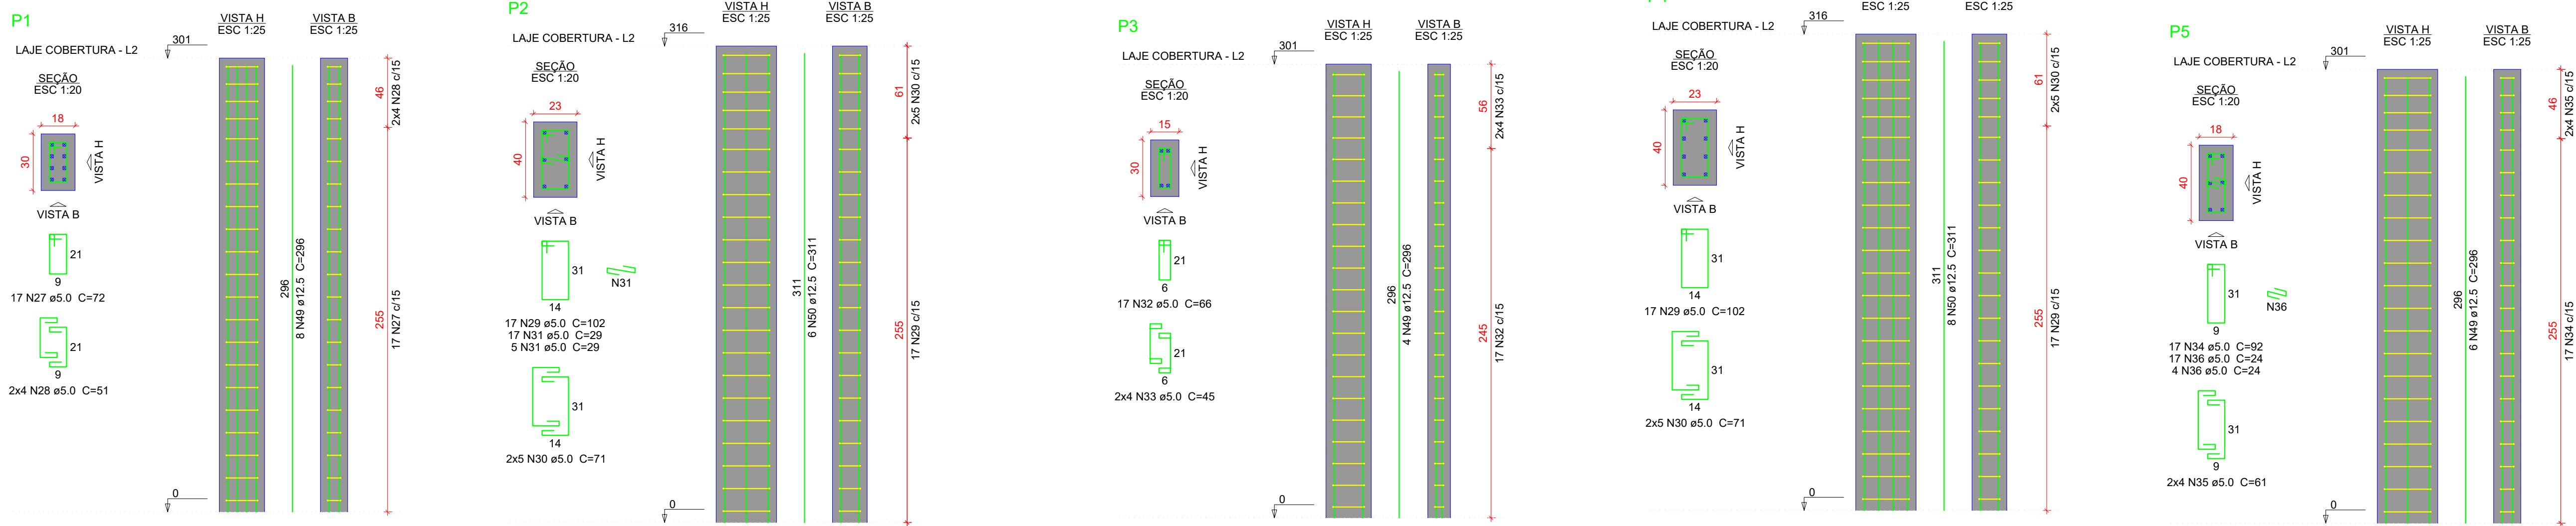 P1
LAJE COBERTURA - L2
301
VISTA H
ESC 1:25
VISTA B
ESC 1:25
SEÇÃO
ESC 1:20
18
30
VISTA H
VISTA B
21
9
17 N27 ø5.0 C=72
21
9
2x4 N28 ø5.0 C=51
0
296
8 N49 ø12.5 C=296
46
2x4 N28 c/15
255
17 N27 c/15
P2
LAJE COBERTURA - L2
316
VISTA H
ESC 1:25
VISTA B
ESC 1:25
SEÇÃO
ESC 1:20
23
40
VISTA H
VISTA B
31
14
N31
17 N29 ø5.0 C=102
17 N31 ø5.0 C=29
5 N31 ø5.0 C=29
31
14
2x5 N30 ø5.0 C=71
0
311
6 N50 ø12.5 C=311
61
2x5 N30 c/15
255
17 N29 c/15
P3
LAJE COBERTURA - L2
301
VISTA H
ESC 1:25
VISTA B
ESC 1:25
SEÇÃO
ESC 1:20
15
30
VISTA H
VISTA B
21
6
17 N32 ø5.0 C=66
21
6
2x4 N33 ø5.0 C=45
0
296
4 N49 ø12.5 C=296
56
2x4 N33 c/15
245
17 N32 c/15
LAJE COBERTURA - L2
316
ESC 1:25
ESC 1:25
SEÇÃO
ESC 1:20
23
40
VISTA H
VISTA B
31
14
17 N29 ø5.0 C=102
31
14
2x5 N30 ø5.0 C=71
0
311
8 N50 ø12.5 C=311
61
2x5 N30 c/15
255
17 N29 c/15
P5
LAJE COBERTURA - L2
301
VISTA H
ESC 1:25
VISTA B
ESC 1:25
SEÇÃO
ESC 1:20
18
40
VISTA H
VISTA B
31
9
N36
17 N34 ø5.0 C=92
17 N36 ø5.0 C=24
4 N36 ø5.0 C=24
31
9
2x4 N35 ø5.0 C=61
0
296
6 N49 ø12.5 C=296
46
2x4 N35 c/15
255
17 N34 c/15